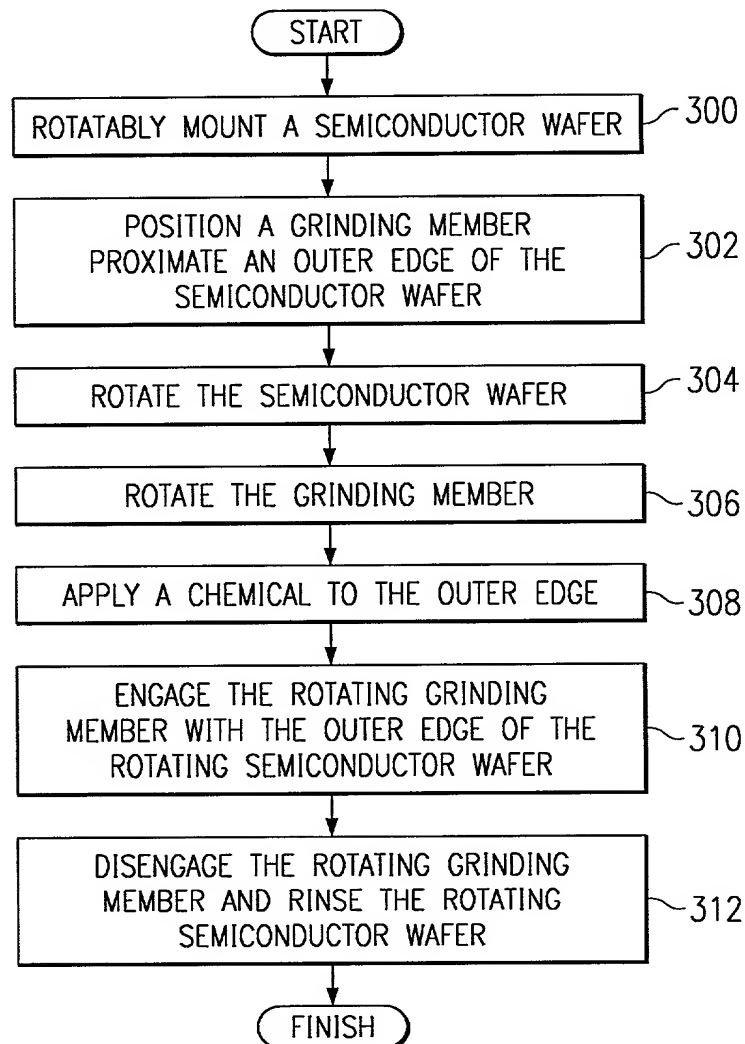 START
ROTATABLY MOUNT A SEMICONDUCTOR WAFER
300
POSITION A GRINDING MEMBER
PROXIMATE AN OUTER EDGE OF THE
SEMICONDUCTOR WAFER
302
ROTATE THE SEMICONDUCTOR WAFER
304
ROTATE THE GRINDING MEMBER
306
APPLY A CHEMICAL TO THE OUTER EDGE
308
ENGAGE THE ROTATING GRINDING
MEMBER WITH THE OUTER EDGE OF THE
ROTATING SEMICONDUCTOR WAFER
310
DISENGAGE THE ROTATING GRINDING
MEMBER AND RINSE THE ROTATING
SEMICONDUCTOR WAFER
312
FINISH